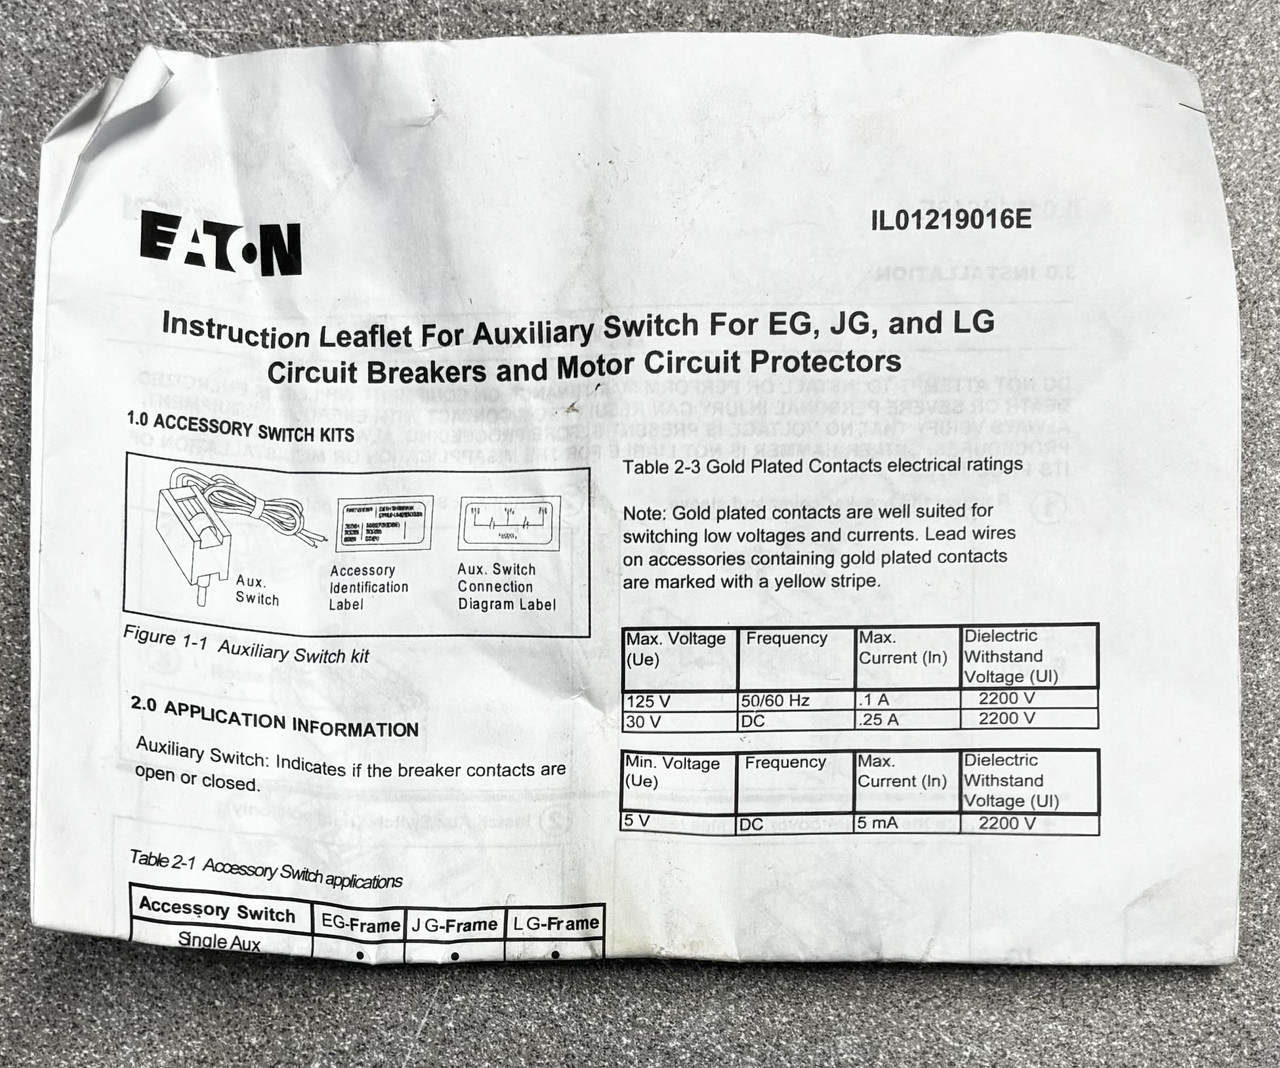 EATON
IL01219016E
Instruction Leaflet For Auxiliary Switch For EG, JG, and LG
Circuit Breakers and Motor Circuit Protectors
1.0 ACCESSORY SWITCH KITS
Aux.
Switch
Accessory
Identification
Label
Aux. Switch
Connection
Diagram Label
Figure 1-1 Auxiliary Switch kit
2.0 APPLICATION INFORMATION
Auxiliary Switch: Indicates if the breaker contacts are
open or closed.
Table 2-1 Accessory Switch applications
Accessory Switch EG-Frame JG-Frame LG-Frame
Single Aux • • •
Table 2-3 Gold Plated Contacts electrical ratings
Note: Gold plated contacts are well suited for
switching low voltages and currents. Lead wires
on accessories containing gold plated contacts
are marked with a yellow stripe.
Max. Voltage Frequency Max. Dielectric
(Ue) Current (In) Withstand
Voltage (UI)
125 V 50/60 Hz .1 A 2200 V
30 V DC .25 A 2200 V
Min. Voltage Frequency Max. Dielectric
(Ue) Current (In) Withstand
Voltage (UI)
5 V DC 5 mA 2200 V